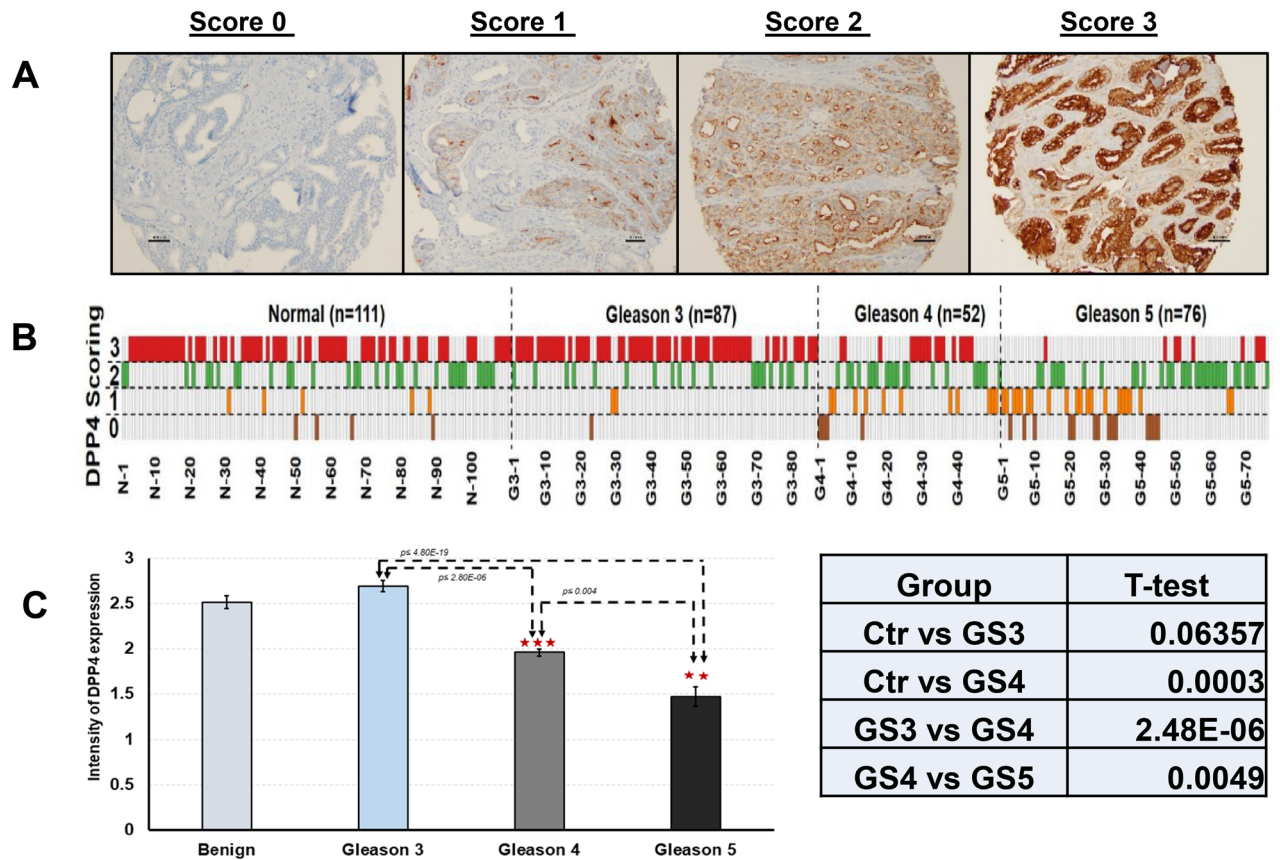 Score 0
Score 1
Score 2
Score 3
A
B
Normal (n=111)
Gleason 3 (n=87)
Gleason 4 (n=52)
Gleason 5 (n=76)
DPP4 Scoring
3
2
1
0
N-1
N-10
N-20
N-30
N-40
N-50
N-60
N-70
N-80
N-90
N-100
G3-1
G3-10
G3-30
G3-40
G3-50
G3-60
G3-70
G3-80
G4-1
G4-10
G4-20
G4-30
G4-40
G5-1
G5-10
G5-20
G5-30
G5-40
G5-50
G5-60
G5-70
C
Intensity of DPP4 expression
3
2.5
2
1.5
1
0.5
0
p≤ 4.80E-19
p≤ 2.80E-06
p≤ 0.004
Benign
Gleason 3
Gleason 4
Gleason 5
Group T-test
Ctr vs GS3 0.06357
Ctr vs GS4 0.0003
GS3 vs GS4 2.48E-06
GS4 vs GS5 0.0049